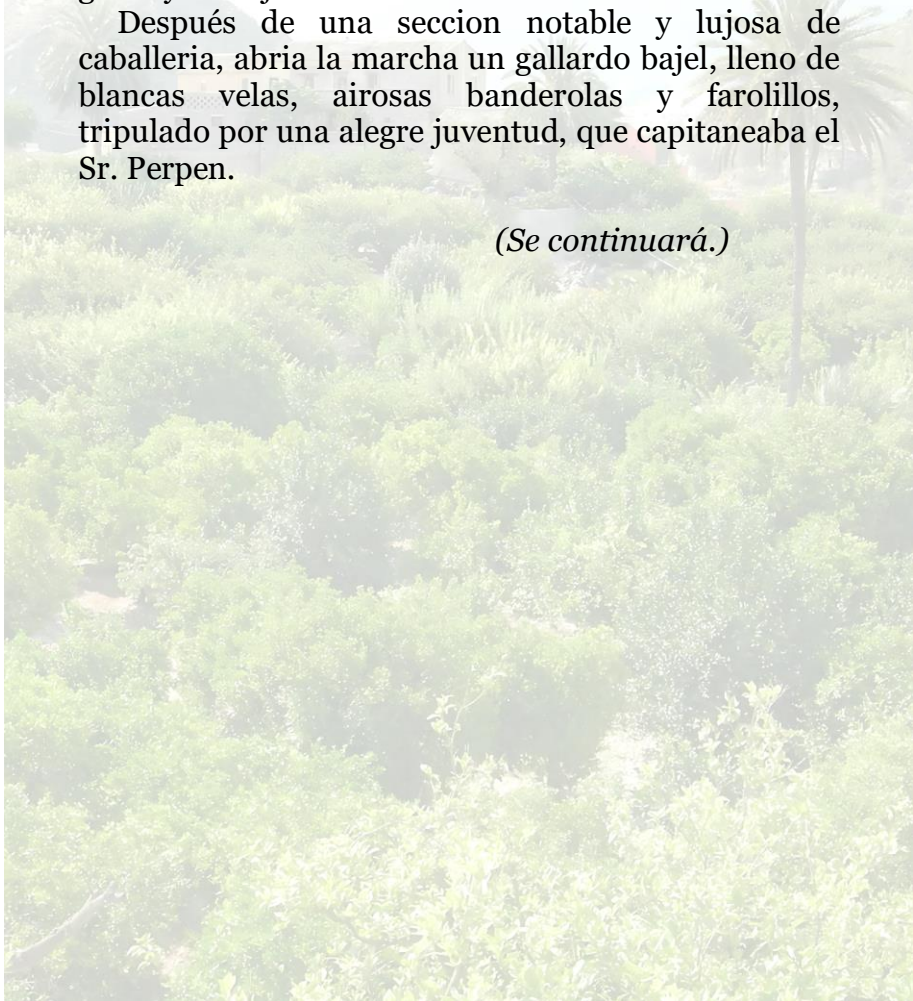 Después de una seccion notable y lujosa de
caballeria, abria la marcha un gallardo bajel, lleno de
blancas velas, airosas banderolas y farolillos,
tripulado por una alegre juventud, que capitaneaba el
Sr. Perpen.
(Se continuará.)